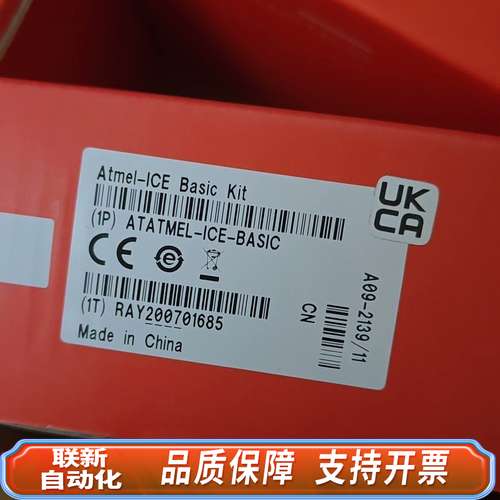 Atmel-ICE Basic Kit
UK
CA
(1P) ATATMEL-ICE-BASIC
CE
(1T) RAY200701685
CN
A09-2139/11
Made in China
联新
自动化
品质保障 支持开票